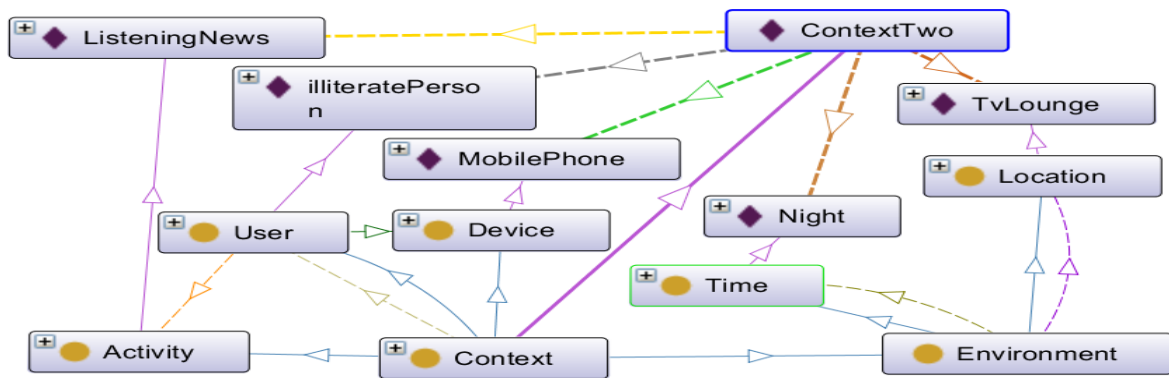 ListeningNews
ContextTwo
illiteratePerso
n
TvLounge
MobilePhone
Location
User
Device
Night
Time
Activity
Context
Environment